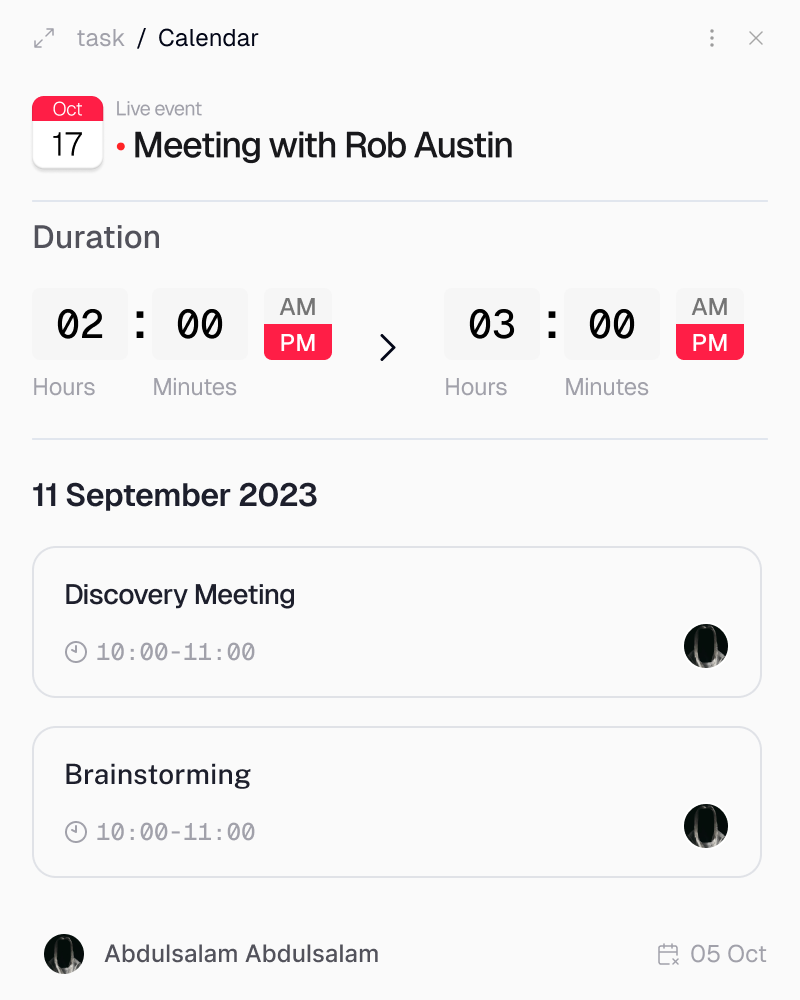 task / Calendar
Oct
17
Live event
• Meeting with Rob Austin
Duration
02 : 00 AM PM > 03 : 00 AM PM
Hours Minutes Hours Minutes
11 September 2023
Discovery Meeting
10:00-11:00
Brainstorming
10:00-11:00
Abdulsalam Abdulsalam 05 Oct